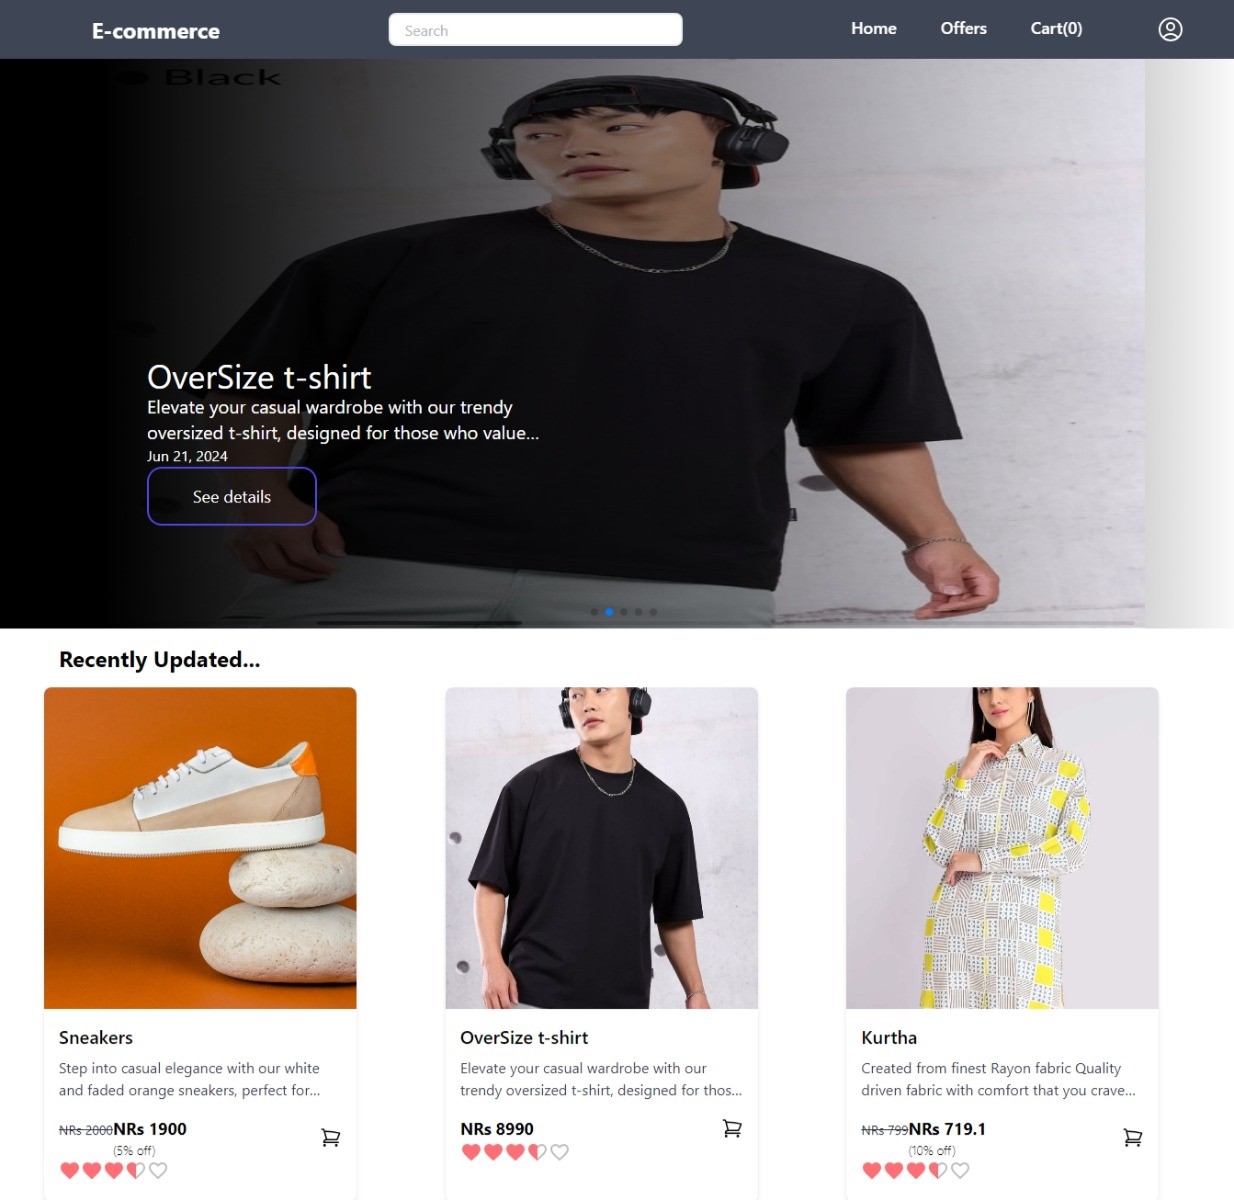 E-commerce
Search
Home
Offers
Cart(0)
Black
OverSize t-shirt
Elevate your casual wardrobe with our trendy
oversized t-shirt, designed for those who value...
Jun 21, 2024
See details
Recently Updated...
Sneakers
Step into casual elegance with our white
and faded orange sneakers, perfect for...
NRs 2000 NRs 1900
(5% off)
OverSize t-shirt
Elevate your casual wardrobe with our
trendy oversized t-shirt, designed for thos...
NRs 8990
Kurtha
Created from finest Rayon fabric Quality
driven fabric with comfort that you crave...
NRs 799 NRs 719.1
(10% off)